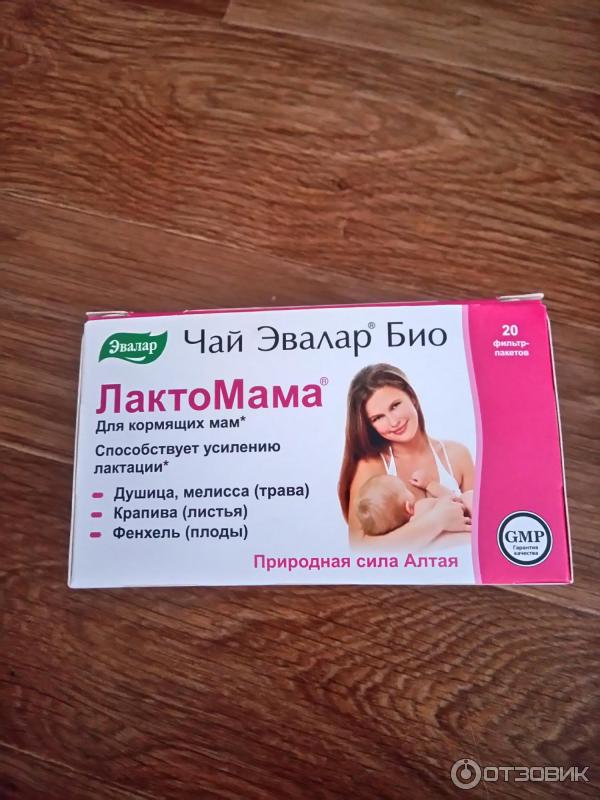 Эвалар
Чай Эвалар® Био
20
фильтр-
пакетов
ЛактоМама®
Для кормящих мам*
Способствует усилению
лактации*
Душица, мелисса (трава)
Крапива (листья)
Фенхель (плоды)
GMP
Гарантия
качества
Природная сила Алтая
ОТЗОВИК